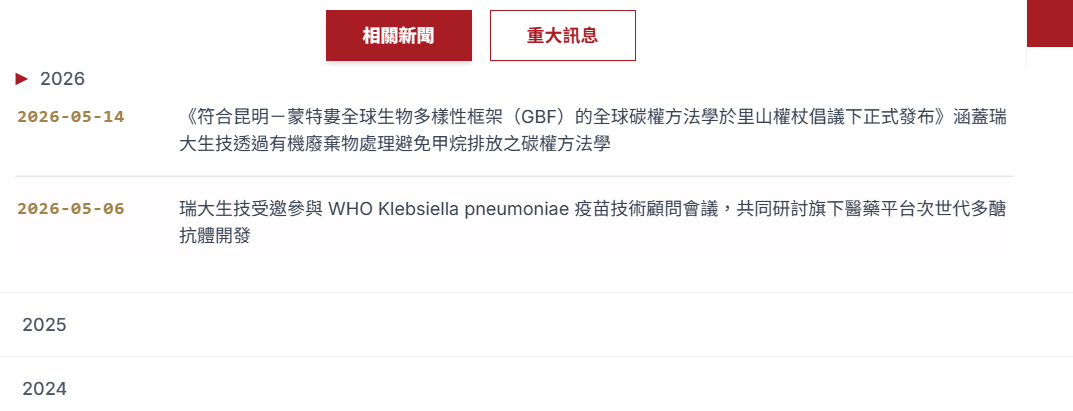 相關新聞
重大訊息
▶ 2026
2026-05-14
《符合昆明－蒙特婁全球生物多樣性框架（GBF）的全球碳權方法學於里山權杖倡議下正式發布》涵蓋瑞
大生技透過有機廢棄物處理避免甲烷排放之碳權方法學
2026-05-06
瑞大生技受邀參與 WHO Klebsiella pneumoniae 疫苗技術顧問會議，共同研討旗下醫藥平台次世代多醣
抗體開發
2025
2024